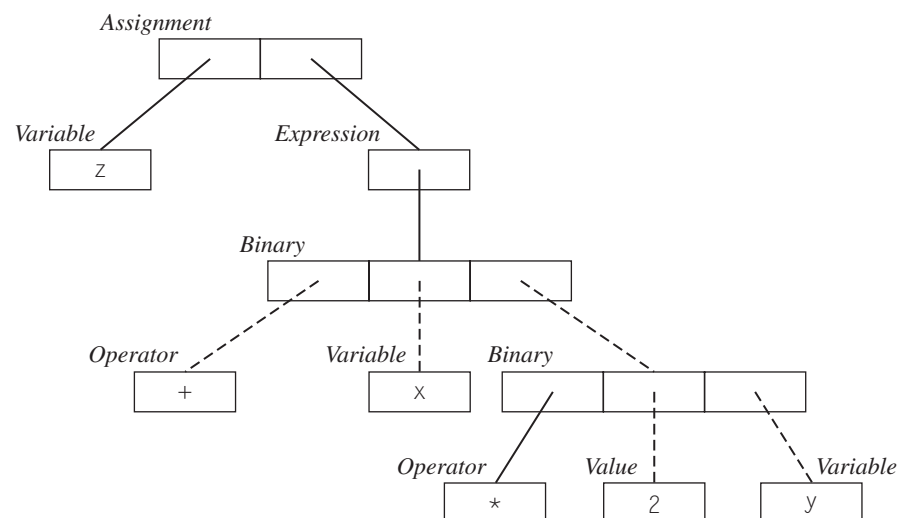 Assignment
Variable Expression
z
Binary
Operator Variable Binary
+ x
Operator Value Variable
* 2 y